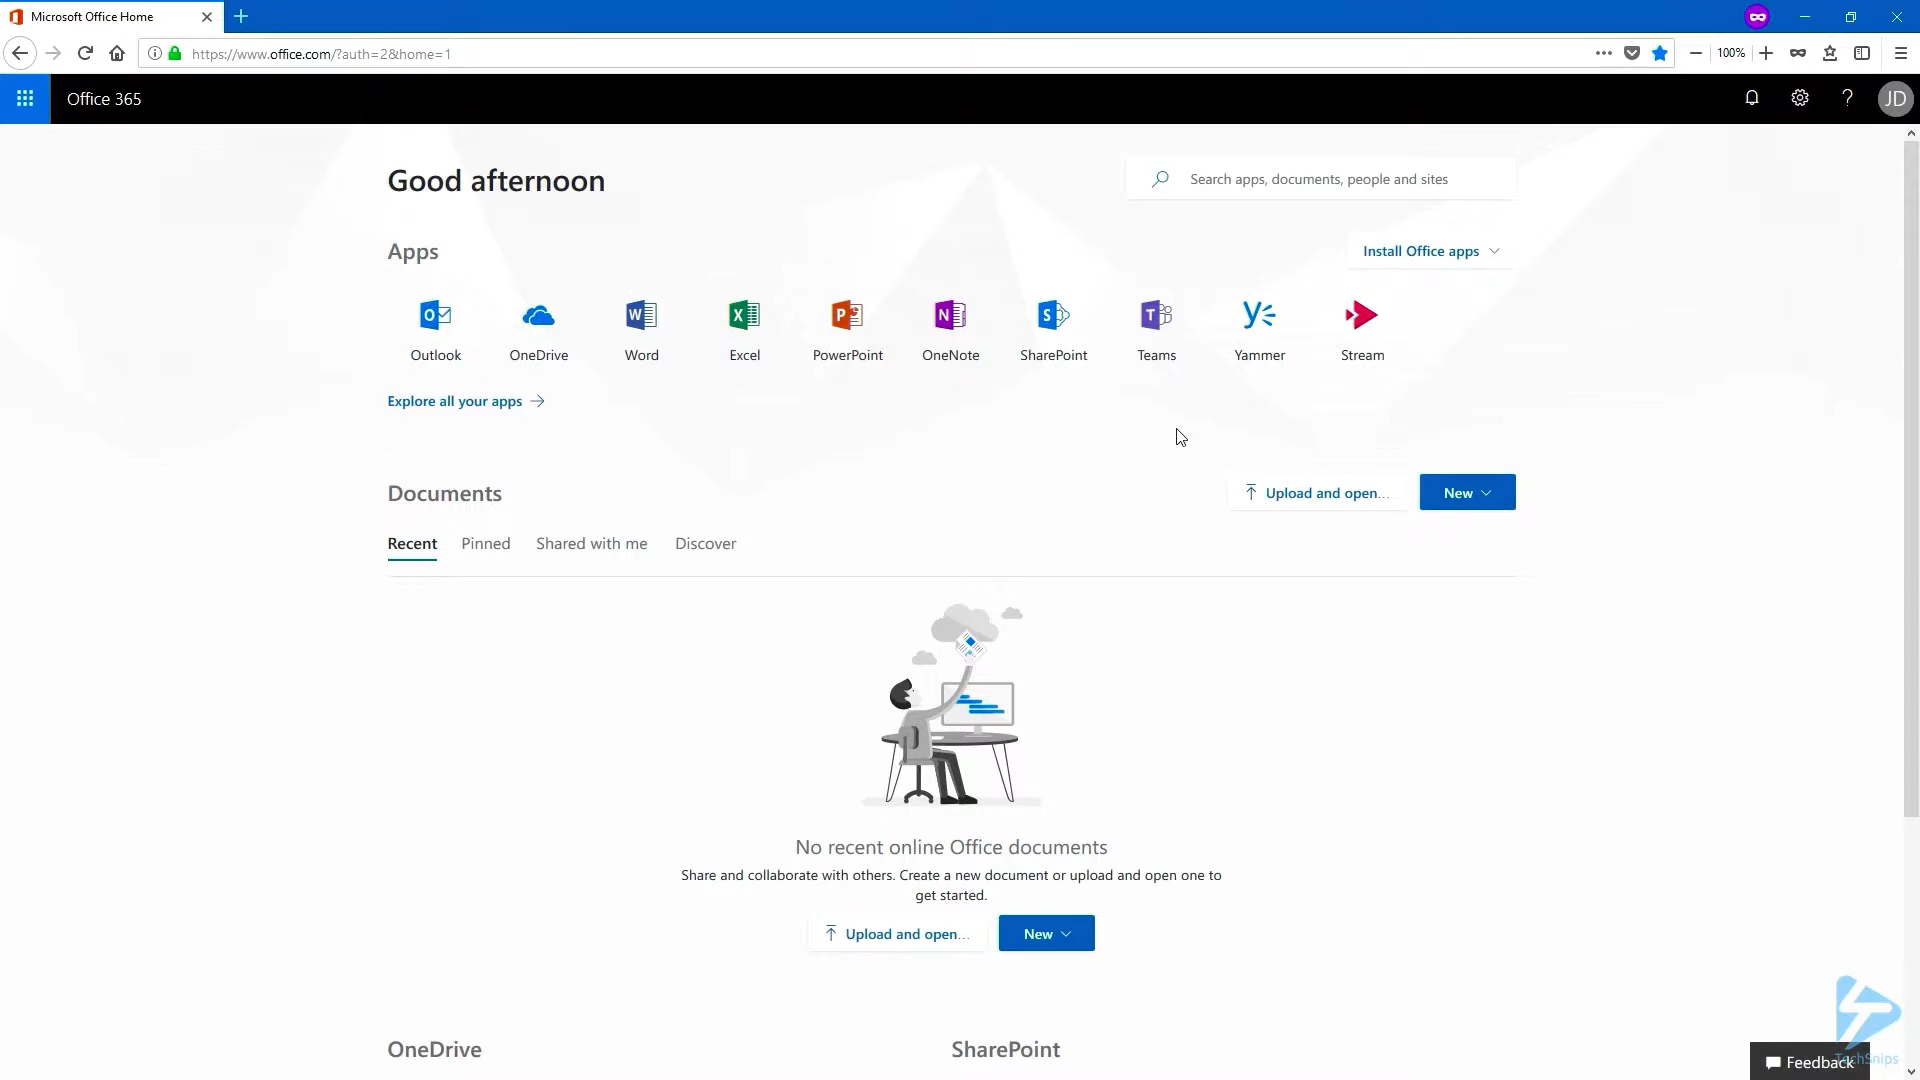 Microsoft Office Home
https://www.office.com/?auth=2&home=1
100%
Office 365
JD
Good afternoon
Search apps, documents, people and sites
Apps
Install Office apps
Outlook
OneDrive
Word
Excel
PowerPoint
OneNote
SharePoint
Teams
Yammer
Stream
Explore all your apps
Documents
Upload and open...
New
Recent
Pinned
Shared with me
Discover
No recent online Office documents
Share and collaborate with others. Create a new document or upload and open one to
get started.
Upload and open...
New
OneDrive
SharePoint
Feedback
TechSnips